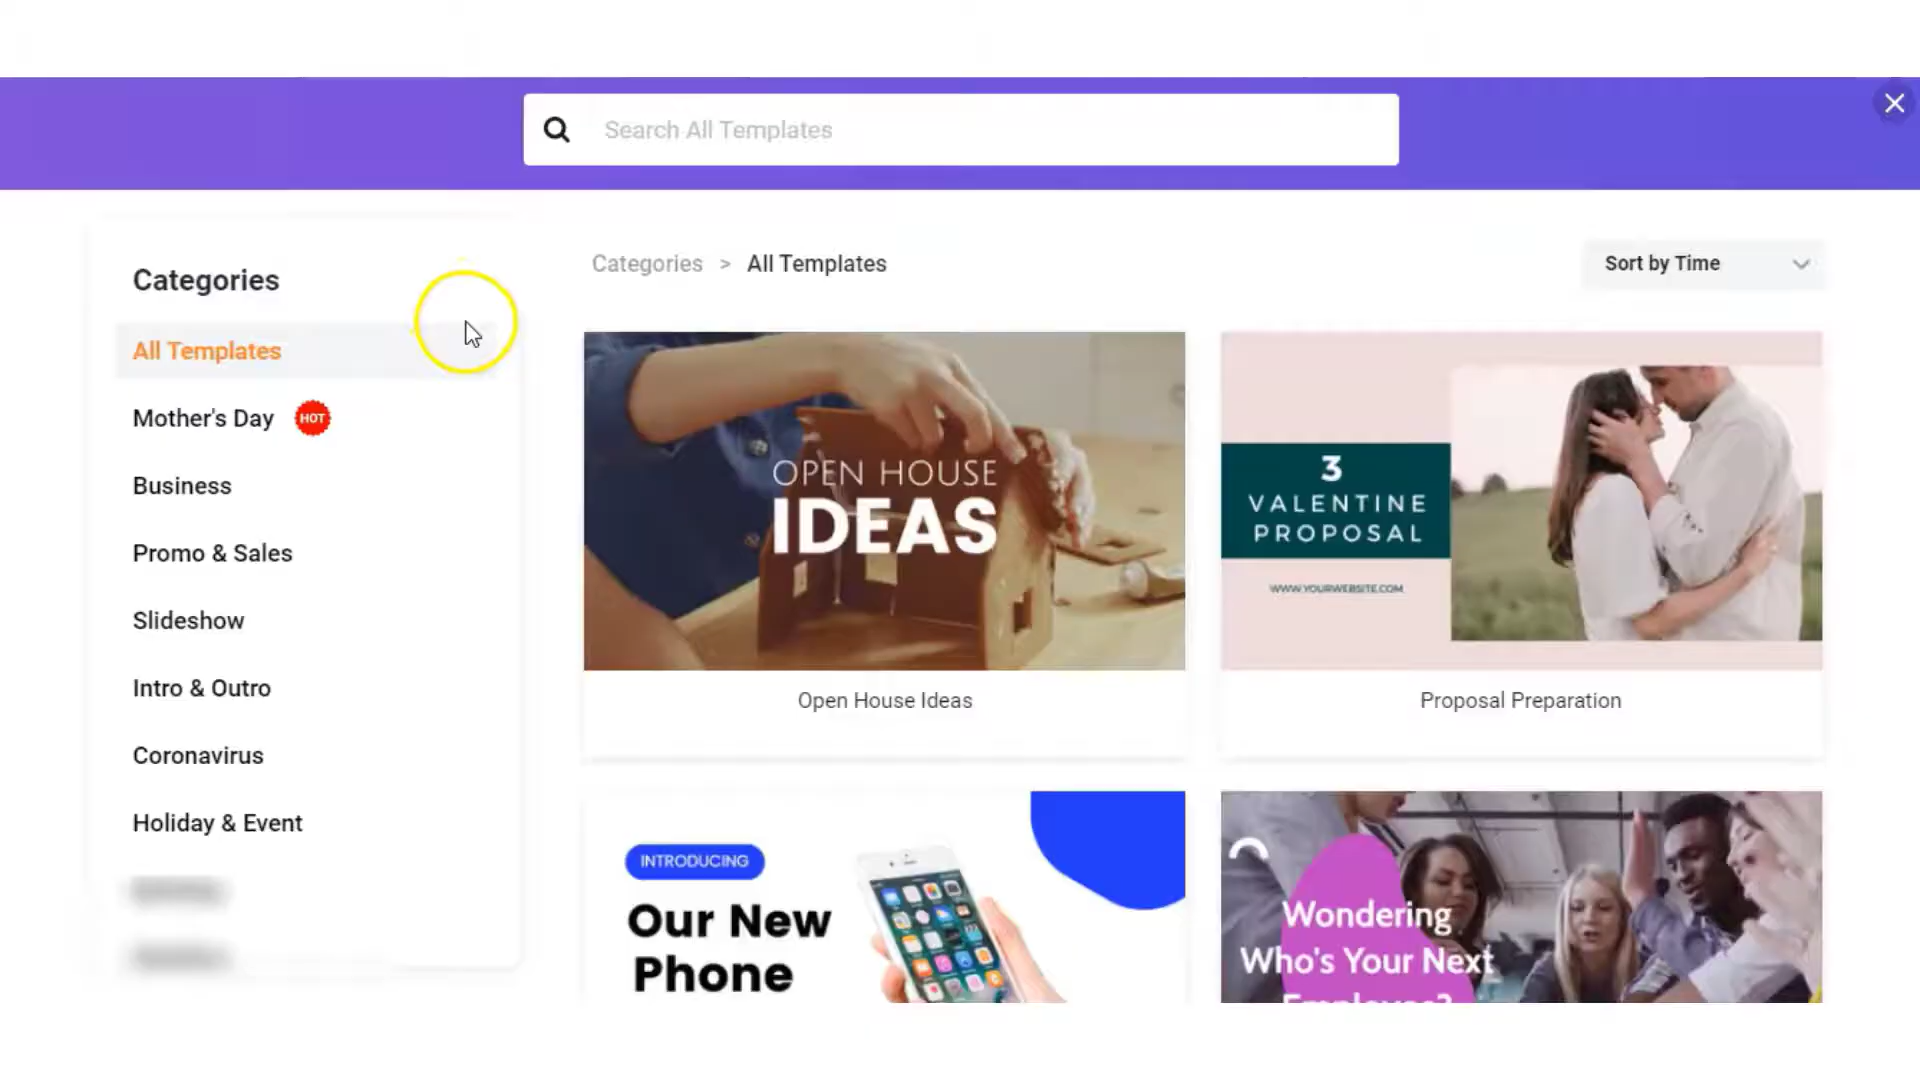 Search All Templates
Categories
All Templates
Mother's Day HOT
Business
Promo & Sales
Slideshow
Intro & Outro
Coronavirus
Holiday & Event
Categories > All Templates
Sort by Time
OPEN HOUSE
IDEAS
Open House Ideas
3
VALENTINE
PROPOSAL
WWW.YOURWEBSITE.COM
Proposal Preparation
INTRODUCING
Our New
Phone
Wondering
Who's Your Next
Employee?